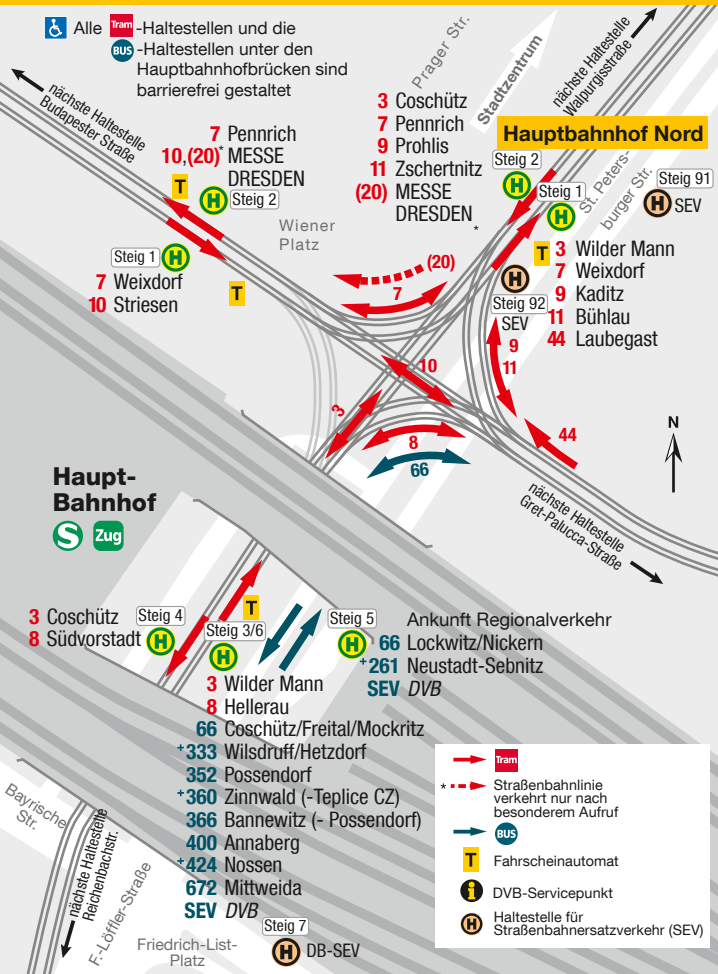 Alle Tram -Haltestellen und die
BUS -Haltestellen unter den
Hauptbahnhofbrücken sind
barrierefrei gestaltet
nächste Haltestelle
Budapester Straße
Prager Str.
Stadtzentrum
nächste Haltestelle
Walpurgisstraße
7 Pennrich
10,(20)* MESSE
DRESDEN
T
H Steig 2
3 Coschütz
7 Pennrich
9 Prohlis
11 Zschertnitz
(20) MESSE
DRESDEN *
Hauptbahnhof Nord
Steig 2
H
Steig 1
H
St. Peters-
burger Str.
Steig 91
H SEV
Wiener
Platz
Steig 1
H
7 Weixdorf
10 Striesen
T
(20)
7
T
H
Steig 92
SEV
3 Wilder Mann
7 Weixdorf
9 Kaditz
11 Bühlau
44 Laubegast
9
11
10
3
8
66
44
N
nächste Haltestelle
Gret-Palucca-Straße
Haupt-
Bahnhof
S Zug
3 Coschütz
8 Südvorstadt
Steig 4
H
T
Steig 3/6
H
Steig 5
H
Ankunft Regionalverkehr
66 Lockwitz/Nickern
+261 Neustadt-Sebnitz
SEV DVB
3 Wilder Mann
8 Hellerau
66 Coschütz/Freital/Mockritz
+333 Wilsdruff/Hetzdorf
352 Possendorf
+360 Zinnwald (-Teplice CZ)
366 Bannewitz (- Possendorf)
400 Annaberg
+424 Nossen
672 Mittweida
SEV DVB
Bayrische
Str.
nächste Haltestelle
Reichenbachstr.
F.-Löffler-Straße
Friedrich-List-
Platz
Steig 7
H DB-SEV
Tram
* Straßenbahnlinie
verkehrt nur nach
besonderem Aufruf
BUS
T Fahrscheinautomat
i DVB-Servicepunkt
H Haltestelle für
Straßenbahnersatzverkehr (SEV)